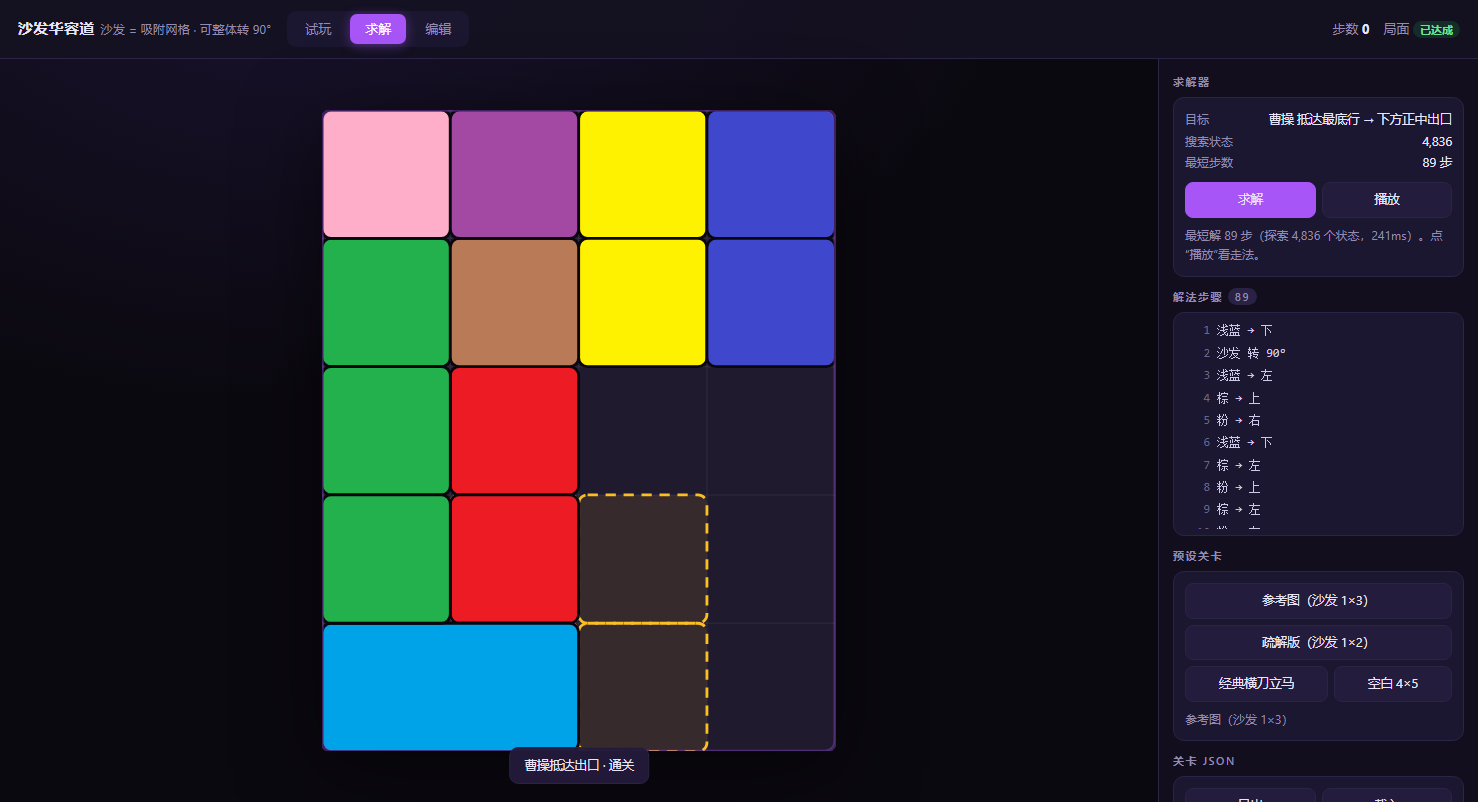 沙发华容道 沙发 = 吸附网格 · 可整体转 90° 试玩 求解 编辑 步数 0 局面 已达成
求解器
目标 曹操 抵达最底行 → 下方正中出口
搜索状态 4,836
最短步数 89 步
求解 播放
最短解 89 步（探索 4,836 个状态，241ms）。点
“播放”看走法。
解法步骤 89
1 浅蓝 → 下
2 沙发 转 90°
3 浅蓝 → 左
4 棕 → 上
5 粉 → 右
6 浅蓝 → 下
7 棕 → 左
8 粉 → 上
9 棕 → 左
预设关卡
参考图（沙发 1×3）
疏解版（沙发 1×2）
经典横刀立马 空白 4×5
参考图（沙发 1×3）
关卡 JSON
曹操抵达出口 · 通关